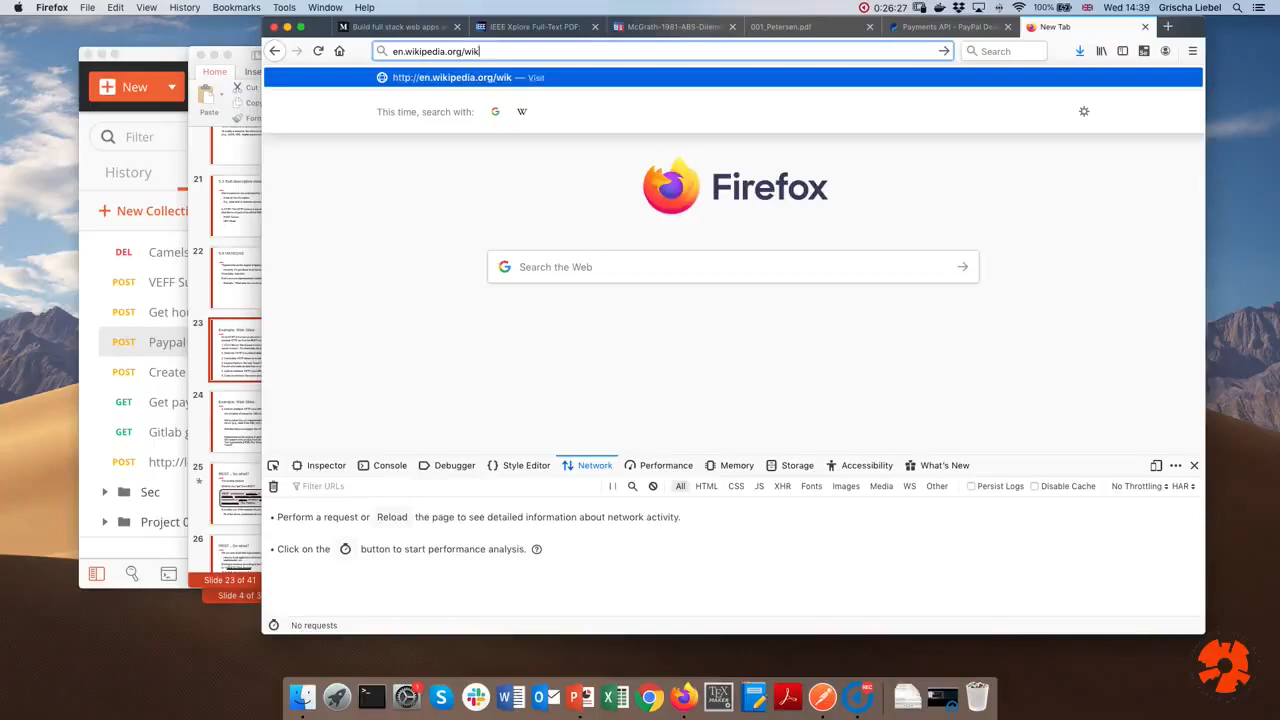 Firefox File Edit View History Bookmarks Tools Window Help
0:26:27 100% Wed 14:39 Grischa Liebel
Build full stack web apps w
IEEE Xplore Full-Text PDF:
McGrath-1981-ABS-Dilem
001_Petersen.pdf
Payments API - PayPal De
New Tab
en.wikipedia.org/wik
Search
http://en.wikipedia.org/wik — Visit
This time, search with:
Firefox
Search the Web
Inspector Console Debugger Style Editor Network Performance Memory Storage Accessibility What's New
Filter URLs
All HTML CSS JS XHR Fonts Images Media WS Other Persist Logs Disable Cache No Throttling HAR
• Perform a request or Reload the page to see detailed information about network activity.
• Click on the button to start performance analysis.
No requests
New
Filter
History
New Collecti
DEL Camels
POST VEFF Su
POST Get hou
POST Paypal
POST Create
GET Get pay
GET Gitlab g
POST http://l
Sec
Project 0
Home Inse
Paste
Cut
Copy
Form
21
22
23
24
25
26
Slide 23 of 41
Slide 4 of 3